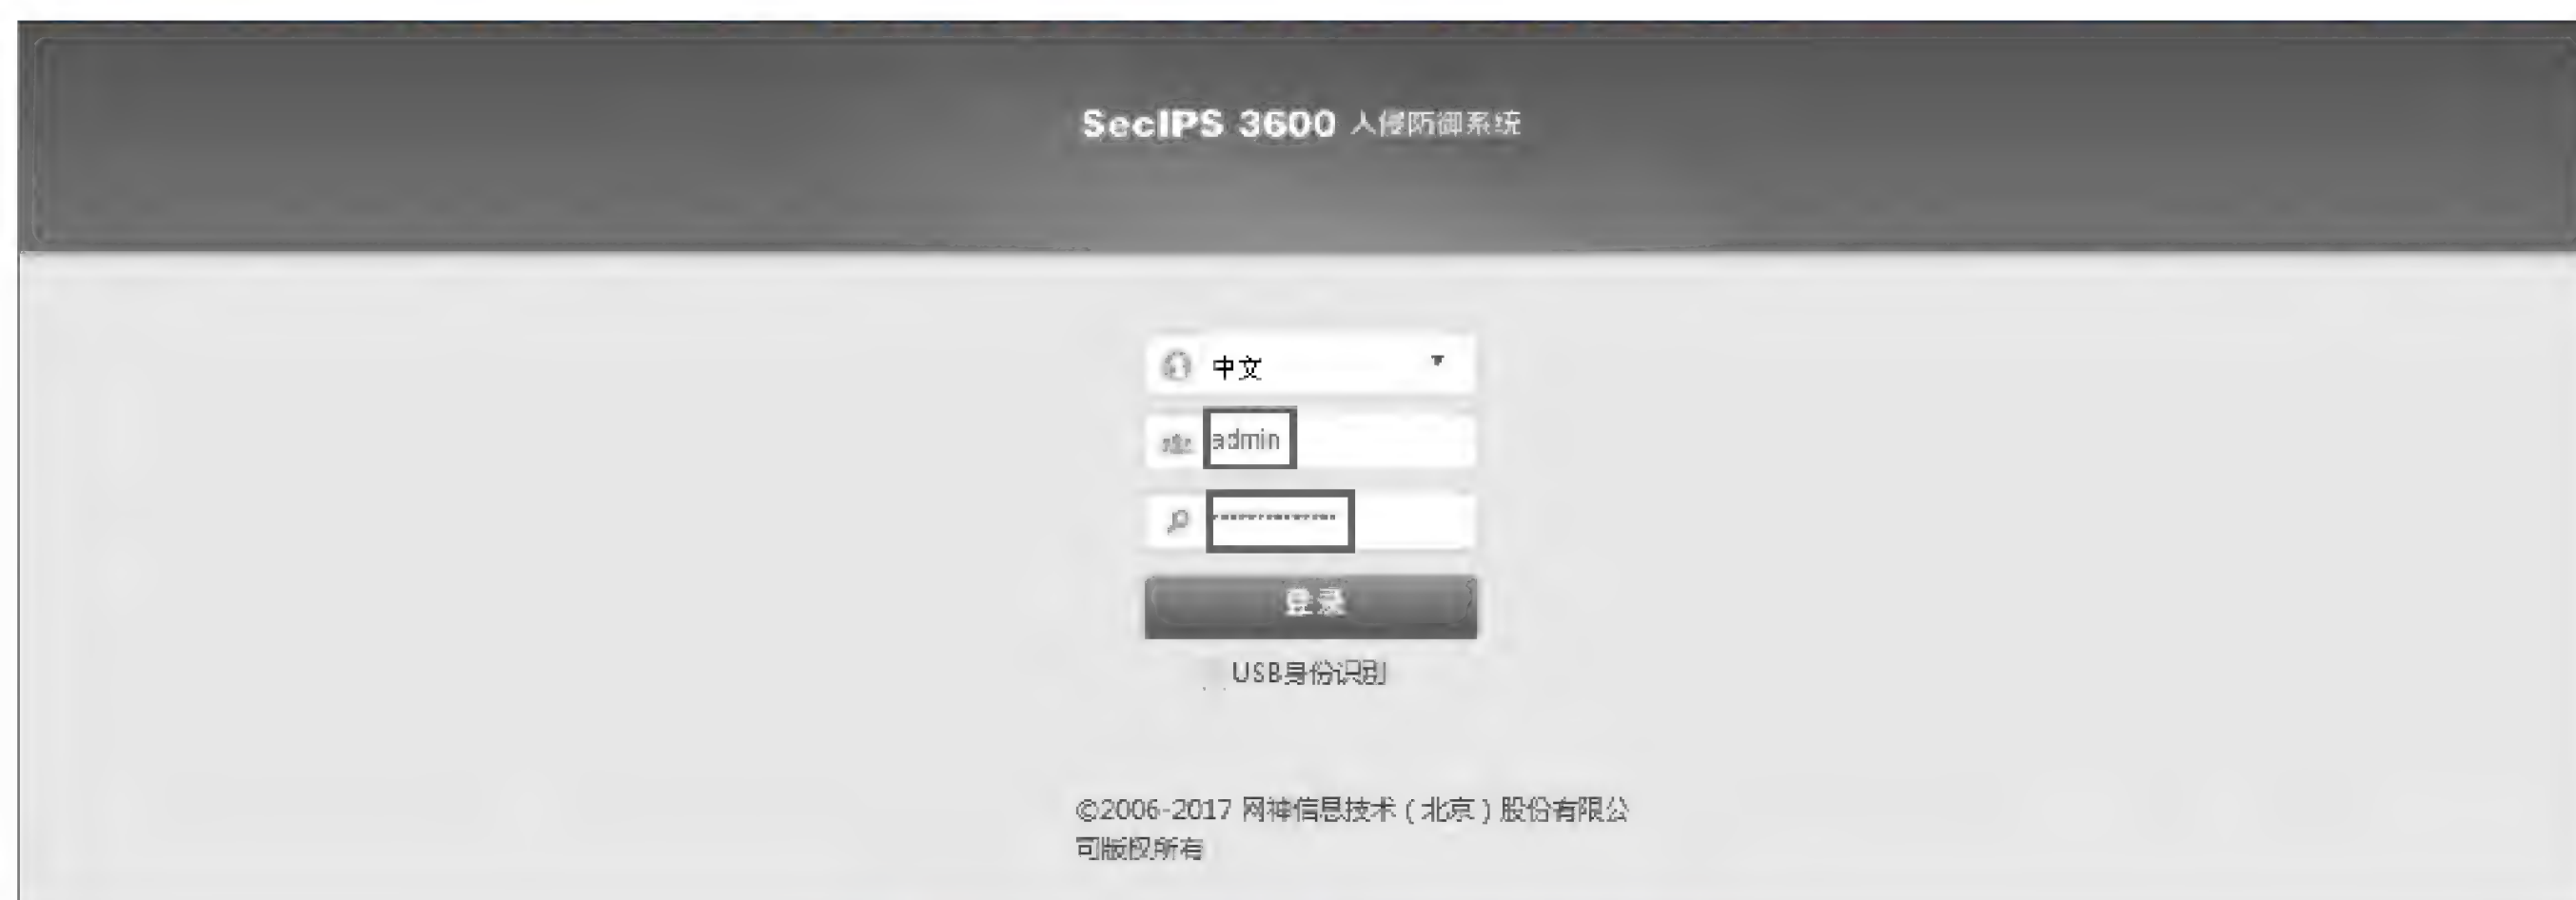 SecIPS 3600 入侵防御系统
中文
admin
登录
USB身份识别
©2006-2017 网神信息技术（北京）股份有限公
司版权所有